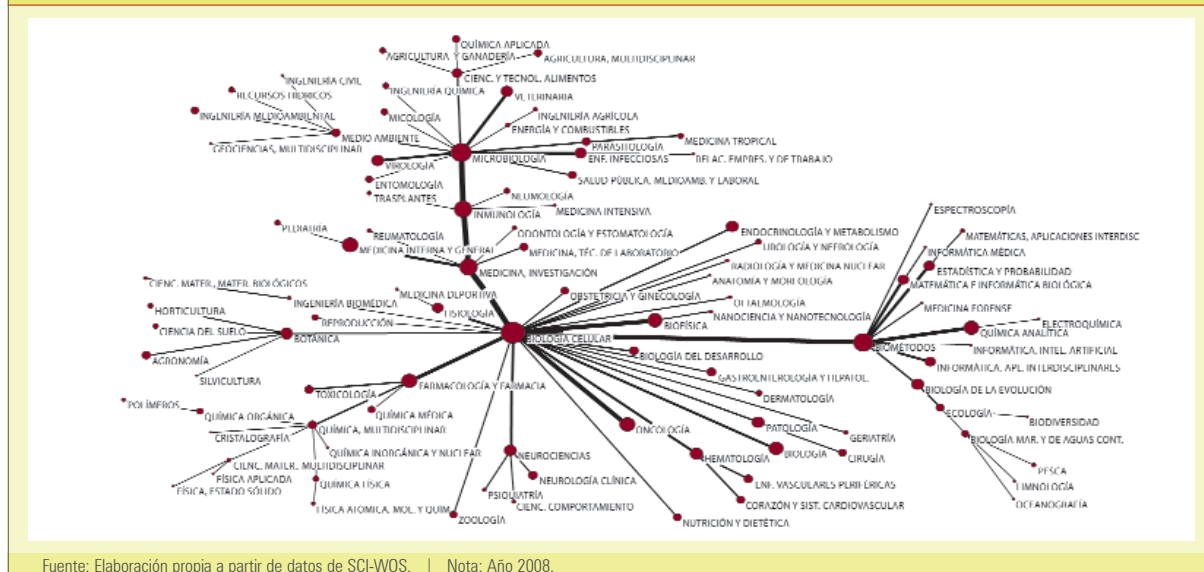 QUÍMICA APLICADA
AGRICULTURA Y GANADERÍA
AGRICULTURA, MULTIDISCIPLINAR
CIENC. Y TECNOL. ALIMENTOS
INGENIERÍA CIVIL
INGENIERÍA QUÍMICA
VETERINARIA
RECURSOS HÍDRICOS
INGENIERÍA MEDIOAMBIENTAL
MICOLOGÍA
INGENIERÍA AGRÍCOLA
ENERGÍA Y COMBUSTIBLES
MEDIO AMBIENTE
MEDICINA TROPICAL
PARASITOLOGÍA
GEOCIENCIAS, MULTIDISCIPLINAR
VIROLOGÍA
MICROBIOLOGÍA
ENF. INFECCIOSAS
RELAC. EMPRES. Y DE TRABAJO
SALUD PÚBLICA, MEDIOAMB. Y LABORAL
ENTOMOLOGÍA
TRASPLANTES
NEUMOLOGÍA
INMUNOLOGÍA
MEDICINA INTENSIVA
ESPECTROSCOPÍA
PEDIATRÍA
REUMATOLOGÍA
ODONTOLOGÍA Y ESTOMATOLOGÍA
ENDOCRINOLOGÍA Y METABOLISMO
MATEMÁTICAS, APLICACIONES INTERDISC
MEDICINA INTERNA Y GENERAL
MEDICINA, TÉC. DE LABORATORIO
UROLOGÍA Y NEFROLOGÍA
INFORMÁTICA MÉDICA
MEDICINA, INVESTIGACIÓN
RADIOLOGÍA Y MEDICINA NUCLEAR
ESTADÍSTICA Y PROBABILIDAD
CIENC. MATER., MATER. BIOLÓGICOS
ANATOMÍA Y MORFOLOGÍA
MATEMÁTICA E INFORMÁTICA BIOLÓGICA
MEDICINA DEPORTIVA
OBSTETRICIA Y GINECOLOGÍA
INGENIERÍA BIOMÉDICA
OFTALMOLOGÍA
MEDICINA FORENSE
HORTICULTURA
FISIOLOGÍA
NANOCIENCIA Y NANOTECNOLOGÍA
REPRODUCCIÓN
BIOFÍSICA
ELECTROQUÍMICA
CIENCIA DEL SUELO
BOTÁNICA
BIOLOGÍA CELULAR
QUÍMICA ANALÍTICA
BIOMÉTODOS
INFORMÁTICA, INTEL. ARTIFICIAL
AGRONOMÍA
BIOLOGÍA DEL DESARROLLO
INFORMÁTICA. APL. INTERDISCIPLINARES
GASTROENTEROLOGÍA Y HEPATOL.
SILVICULTURA
FARMACOLOGÍA Y FARMACIA
BIOLOGÍA DE LA EVOLUCIÓN
TOXICOLOGÍA
DERMATOLOGÍA
POLÍMEROS
QUÍMICA MÉDICA
ECOLOGÍA
QUÍMICA ORGÁNICA
BIODIVERSIDAD
ONCOLOGÍA
PATOLOGÍA
QUÍMICA, MULTIDISCIPLINAR
GERIATRÍA
CRISTALOGRAFÍA
BIOLOGÍA MAR. Y DE AGUAS CONT.
QUÍMICA INORGÁNICA Y NUCLEAR
NEUROCIENCIAS
HEMATOLOGÍA
BIOLOGÍA
CIRUGÍA
CIENC. MATER., MULTIDISCIPLINAR
PESCA
FÍSICA APLICADA
NEUROLOGÍA CLÍNICA
QUÍMICA FÍSICA
ENF. VASCULARES PERIFÉRICAS
LIMNOLOGÍA
FÍSICA, ESTADO SÓLIDO
PSIQUIATRÍA
CIENC. COMPORTAMIENTO
CORAZÓN Y SIST. CARDIOVASCULAR
OCEANOGRAFÍA
FÍSICA ATÓMICA, MOL. Y QUÍM
ZOOLOGÍA
NUTRICIÓN Y DIETÉTICA
Fuente: Elaboración propia a partir de datos de SCI-WOS. | Nota: Año 2008.